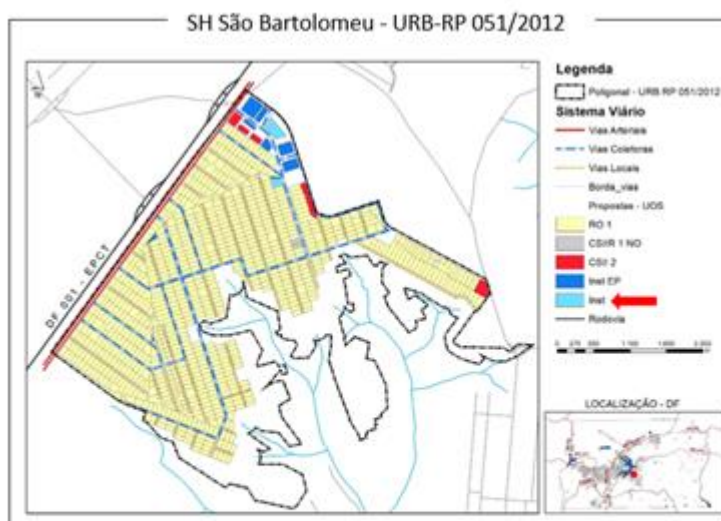 SH São Bartolomeu - URB-RP 051/2012
DF 001 - EPCT
Legenda
Poligonal - URB RP 051/2012
Sistema Viário
Vias Arteriais
Vias Coletoras
Vias Locais
Borda_vias
Propostas - UOS
RO 1
CSIIR 1 NO
CSII 2
Inst EP
Inst
Rodovia
LOCALIZAÇÃO - DF